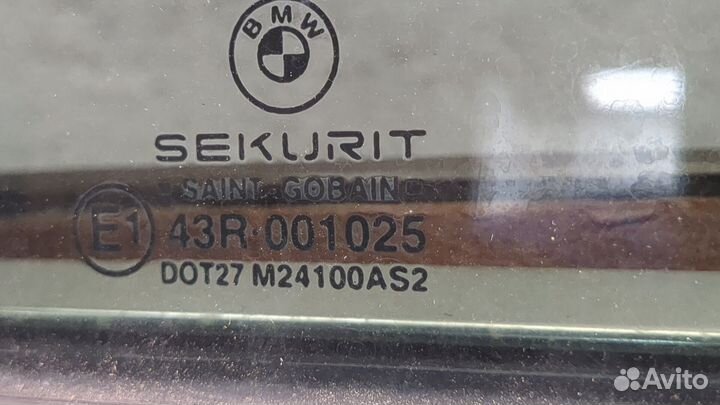 BMW
SEKURIT
SAINT GOBAIN
E1 43R 001025
DOT27 M24100AS2
Avito